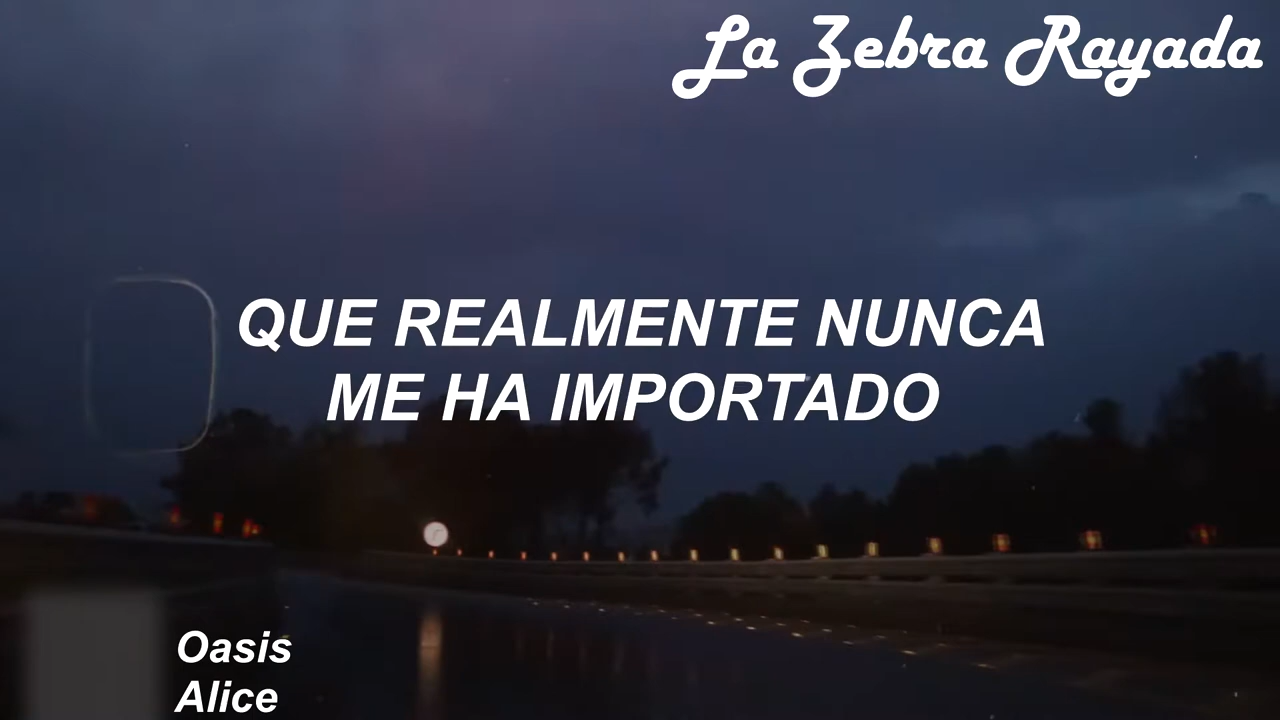 La Zebra Rayada
QUE REALMENTE NUNCA
ME HA IMPORTADO
Oasis
Alice